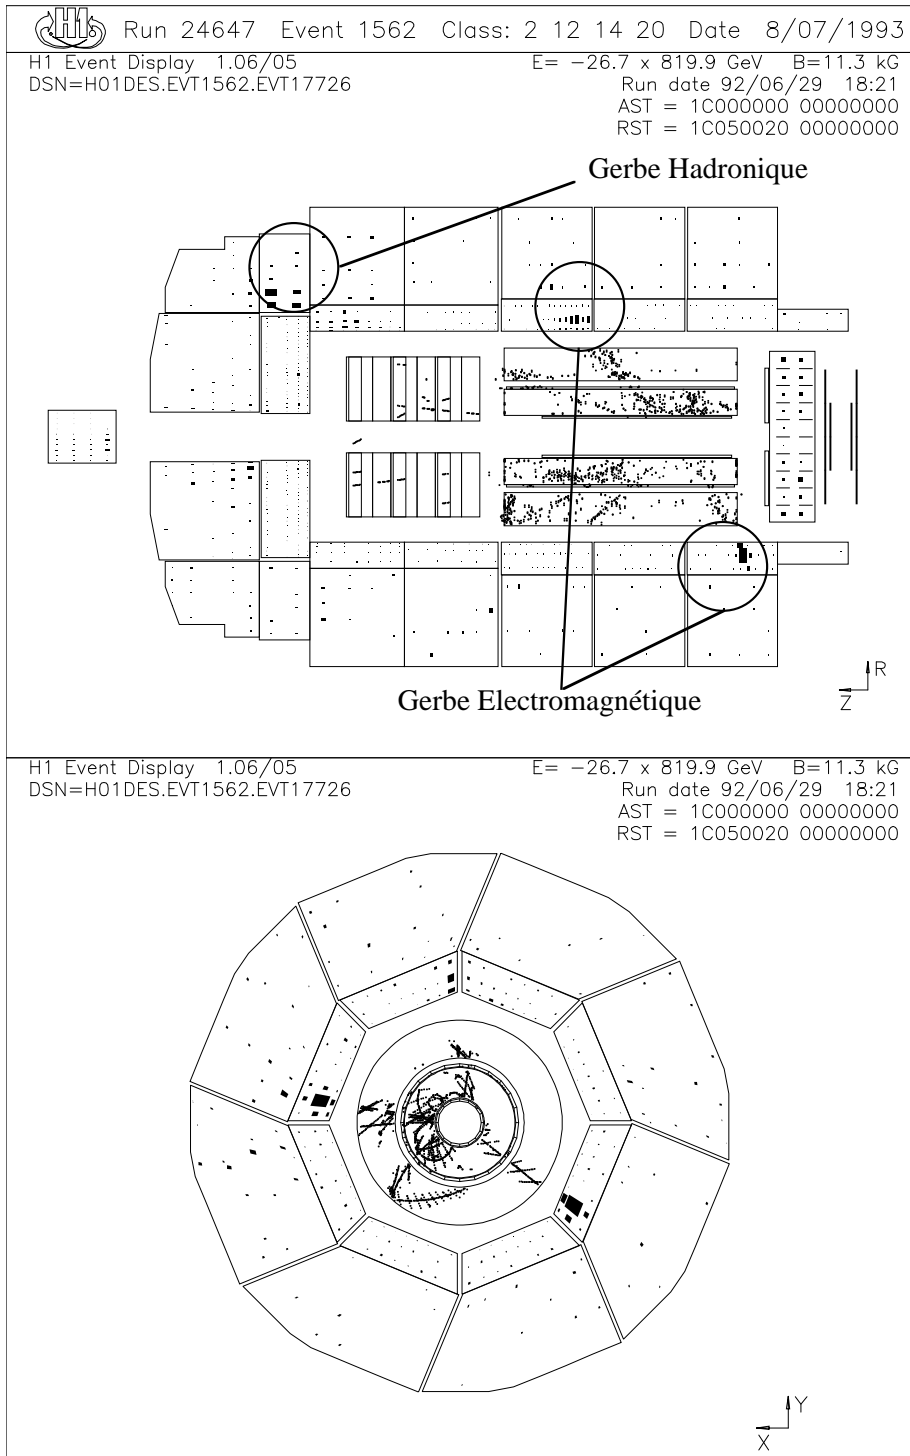 H1 Run 24647 Event 1562 Class: 2 12 14 20 Date 8/07/1993
H1 Event Display 1.06/05 E= -26.7 x 819.9 GeV B=11.3 kG
DSN=H01DES.EVT1562.EVT17726 Run date 92/06/29 18:21
AST = 1C000000 00000000
RST = 1C050020 00000000
Gerbe Hadronique
R
Z
Gerbe Electromagnétique
H1 Event Display 1.06/05 E= -26.7 x 819.9 GeV B=11.3 kG
DSN=H01DES.EVT1562.EVT17726 Run date 92/06/29 18:21
AST = 1C000000 00000000
RST = 1C050020 00000000
Y
X